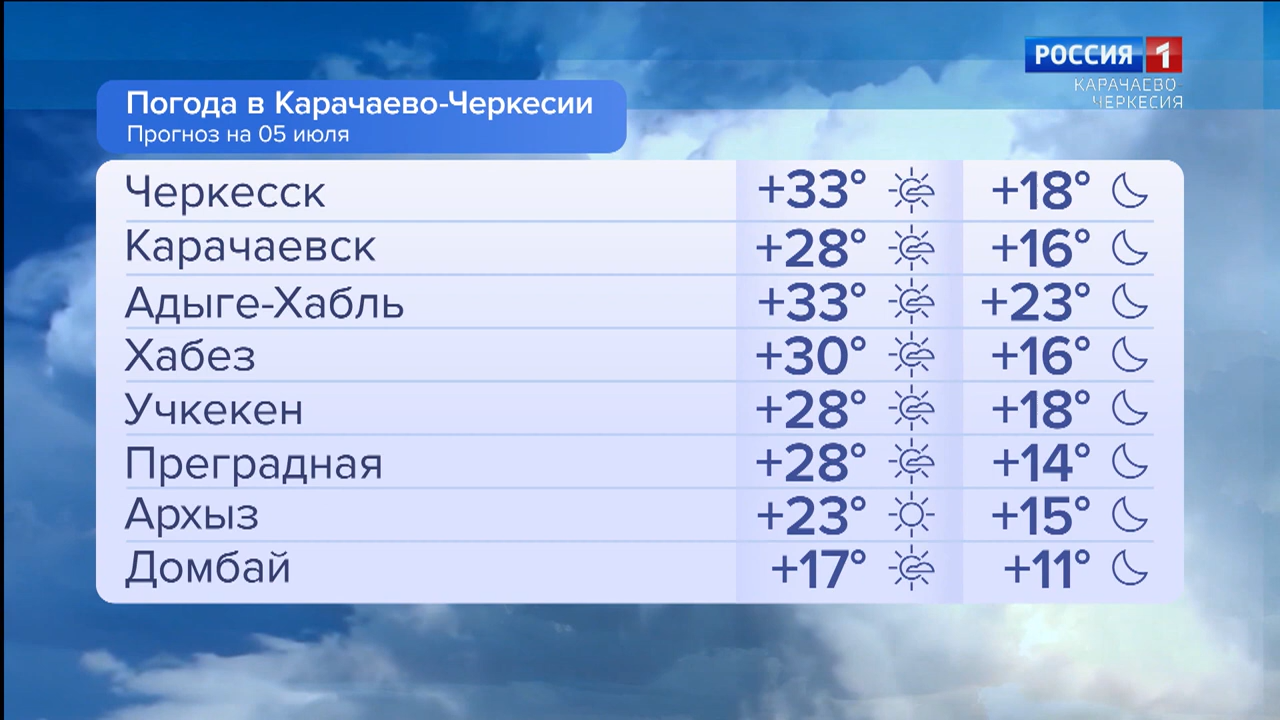 РОССИЯ 1
КАРАЧАЕВО-
ЧЕРКЕСИЯ
Погода в Карачаево-Черкесии
Прогноз на 05 июля
Черкесск +33° +18°
Карачаевск +28° +16°
Адыге-Хабль +33° +23°
Хабез +30° +16°
Учкекен +28° +18°
Преградная +28° +14°
Архыз +23° +15°
Домбай +17° +11°